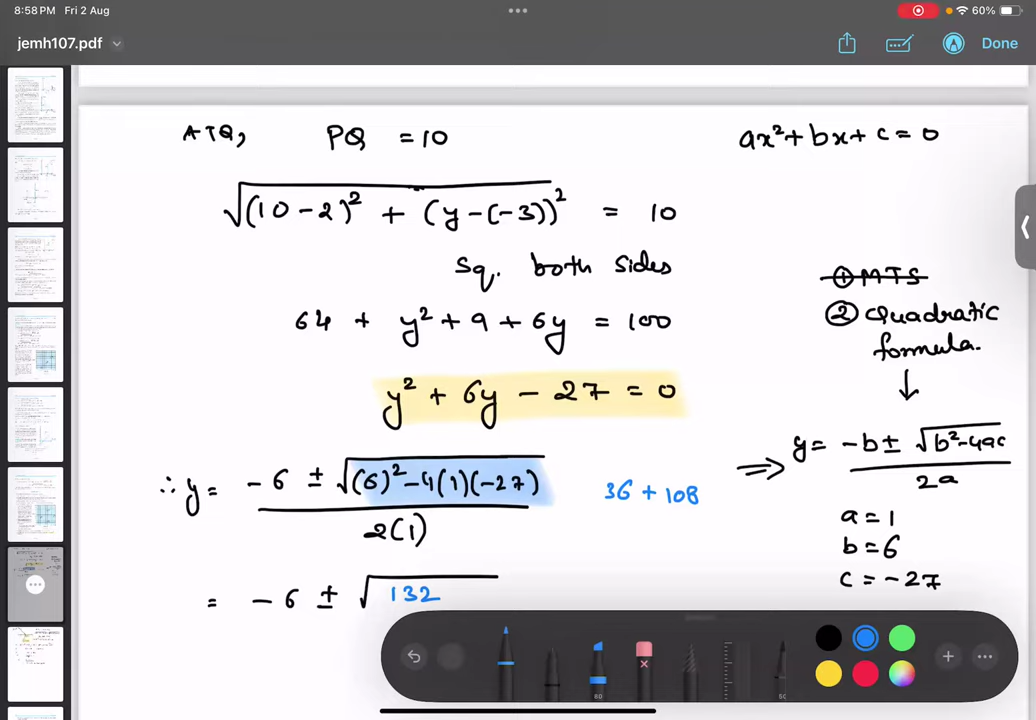 8:58 PM Fri 2 Aug
60%
jemh107.pdf
Done
ATQ, PQ = 10
ax² + bx + c = 0
√(10-2)² + (y-(-3))² = 10
sq. both sides
① MTS
② Quadratic
formula.
64 + y² + 9 + 6y = 100
y² + 6y - 27 = 0
⇒ y = -b ± √b²-4ac
2a
∴ y = -6 ± √(6)²-4(1)(-27)
2(1)
36 + 108
a = 1
b = 6
c = -27
= -6 ± √132
80
50